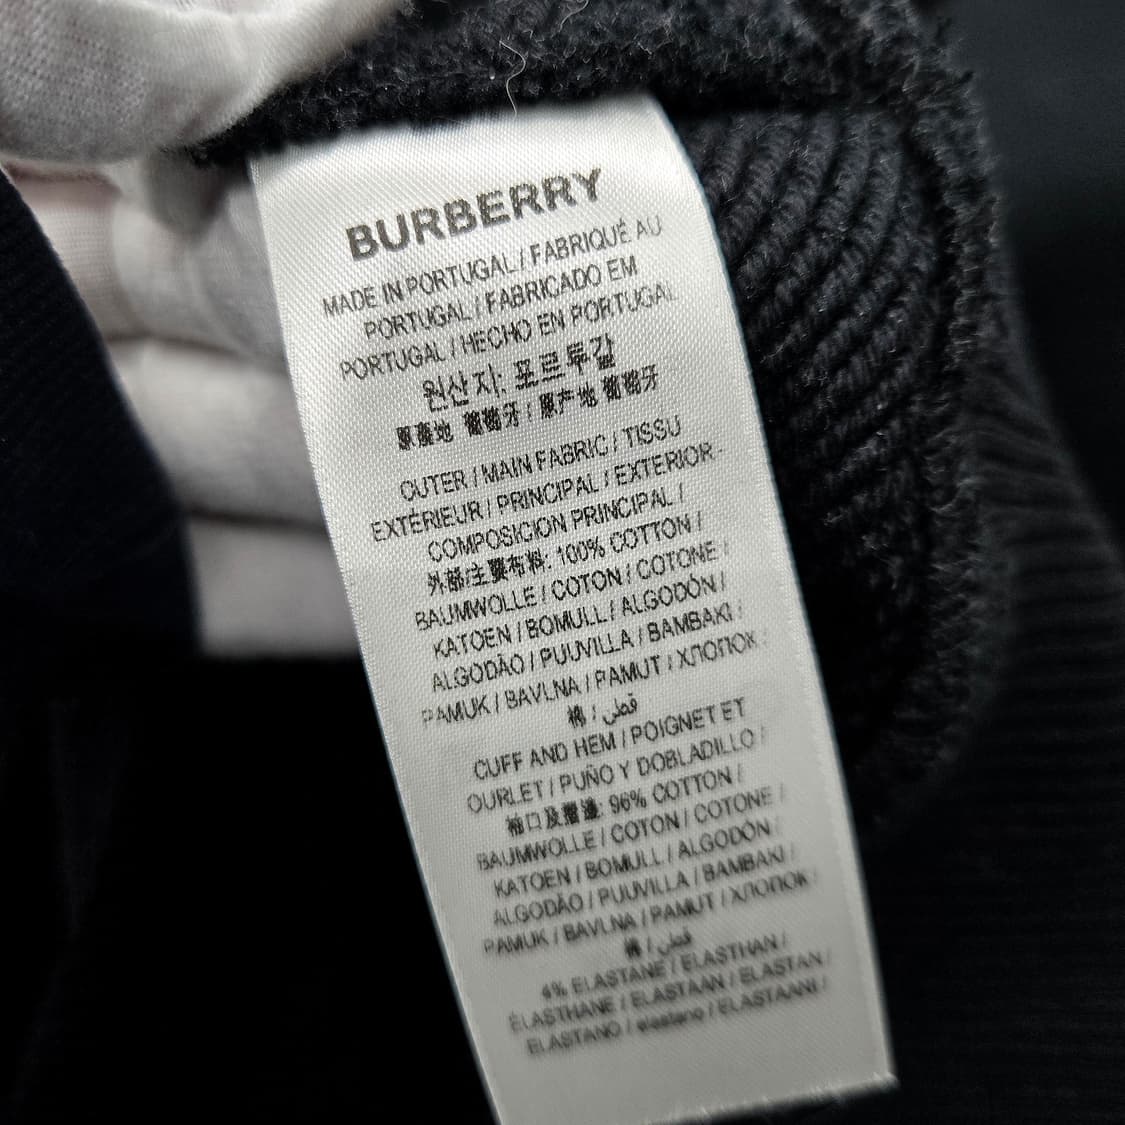 BURBERRY
MADE IN PORTUGAL / FABRIQUÉ AU
PORTUGAL / FABRICADO EM
PORTUGAL / HECHO EN PORTUGAL
원산지: 포르투갈
原產地 葡萄牙 / 原产地 葡萄牙
OUTER / MAIN FABRIC / TISSU
EXTÉRIEUR / PRINCIPAL / EXTERIOR -
COMPOSICION PRINCIPAL /
外部/主要布料: 100% COTTON /
BAUMWOLLE / COTON / COTONE /
KATOEN / BOMULL / ALGODÓN /
ALGODÃO / PUUVILLA / BAMBAKI /
PAMUK / BAVLNA / PAMUT / ХЛОПОК /
棉 / قطن
CUFF AND HEM / POIGNET ET
OURLET / PUÑO Y DOBLADILLO /
袖口及摺邊: 96% COTTON /
BAUMWOLLE / COTON / COTONE /
KATOEN / BOMULL / ALGODÓN /
ALGODÃO / PUUVILLA / BAMBAKI /
PAMUK / BAVLNA / PAMUT / ХЛОПОК /
棉 / قطن
4% ELASTANE / ELASTHAN /
ÉLASTHANE / ELASTAAN / ELASTAN /
ELASTANO / elastano / ELASTAANI /